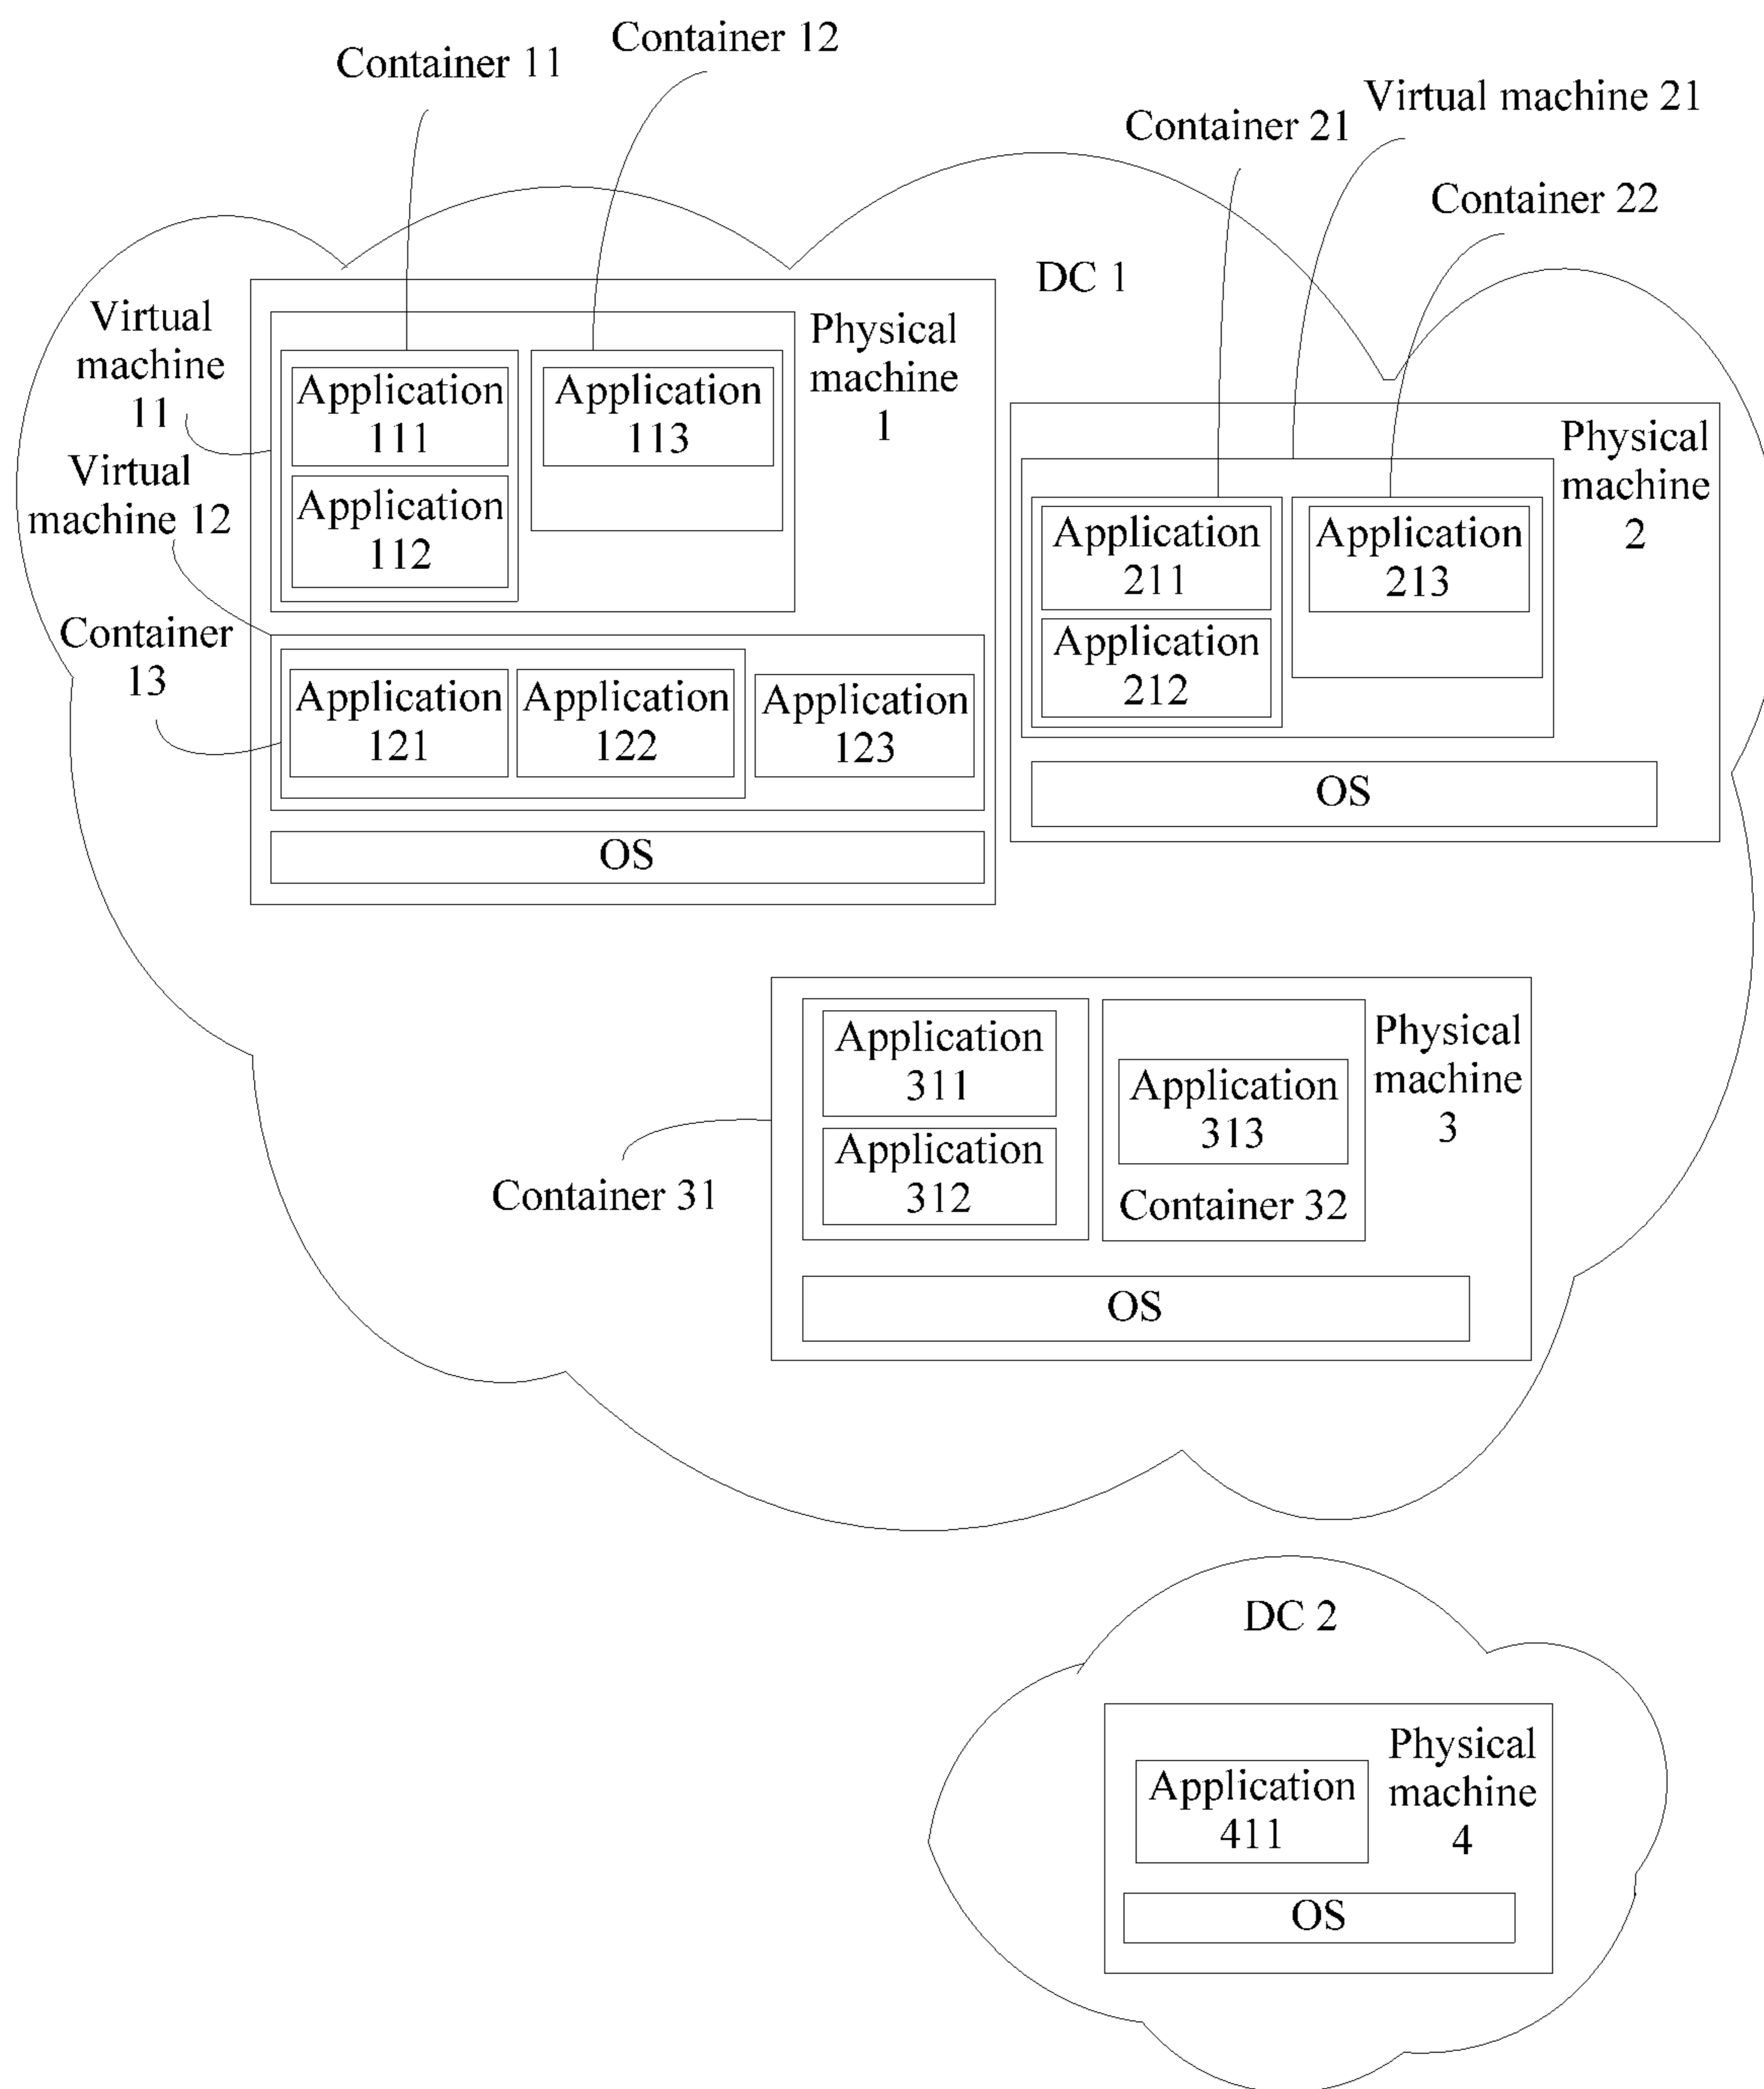 Container 11
Container 12
Container 21
Virtual machine 21
Container 22
DC 1
Virtual
machine
11
Virtual
machine 12
Container
13
Physical
machine
1
Application
111
Application
112
Application
113
Application
121
Application
122
Application
123
OS
Physical
machine
2
Application
211
Application
212
Application
213
OS
Physical
machine
3
Application
311
Application
312
Application
313
Container 32
Container 31
OS
DC 2
Physical
machine
4
Application
411
OS